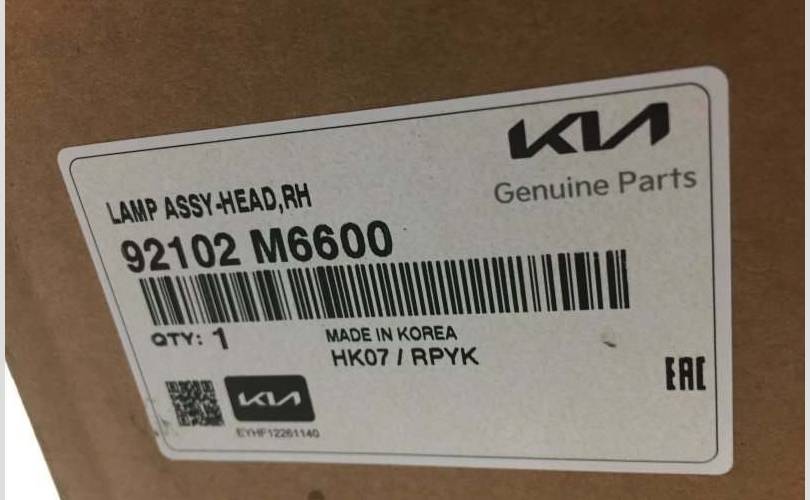 KIA
Genuine Parts
LAMP ASSY-HEAD,RH
92102 M6600
QTY: 1
MADE IN KOREA
HK07 / RPYK
EAC
KIA
EYHF12261140